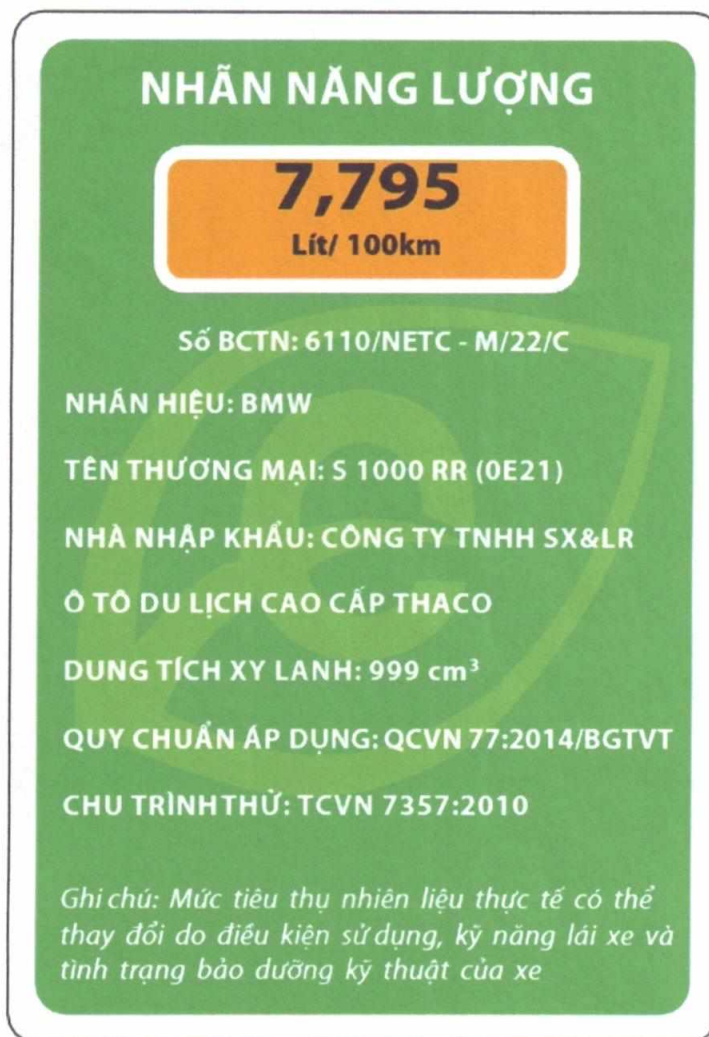 NHÃN NĂNG LƯỢNG
7,795
Lít/ 100km
Số BCTN: 6110/NETC - M/22/C
NHÁN HIỆU: BMW
TÊN THƯƠNG MẠI: S 1000 RR (0E21)
NHÀ NHẬP KHẨU: CÔNG TY TNHH SX&LR
Ô TÔ DU LỊCH CAO CẤP THACO
DUNG TÍCH XY LANH: 999 cm³
QUY CHUẨN ÁP DỤNG: QCVN 77:2014/BGTVT
CHU TRÌNH THỬ: TCVN 7357:2010
Ghi chú: Mức tiêu thụ nhiên liệu thực tế có thể
thay đổi do điều kiện sử dụng, kỹ năng lái xe và
tình trạng bảo dưỡng kỹ thuật của xe